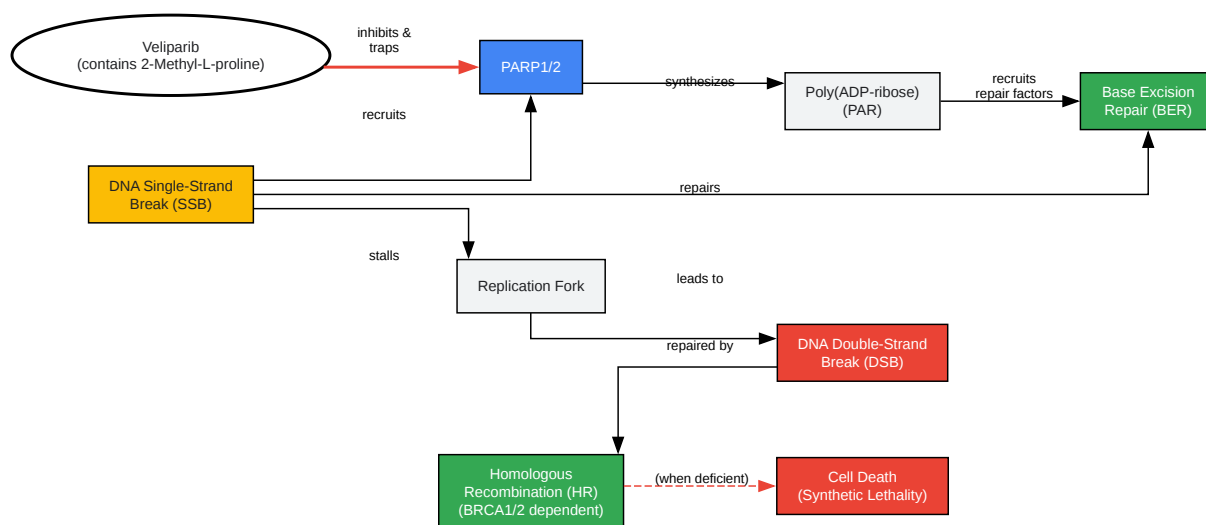 Veliparib
(contains 2-Methyl-L-proline)
inhibits &
traps
PARP1/2
synthesizes
Poly(ADP-ribose)
(PAR)
recruits
repair factors
Base Excision
Repair (BER)
recruits
DNA Single-Strand
Break (SSB)
repairs
stalls
Replication Fork
leads to
repaired by
DNA Double-Strand
Break (DSB)
Homologous
Recombination (HR)
(BRCA1/2 dependent)
(when deficient)
Cell Death
(Synthetic Lethality)